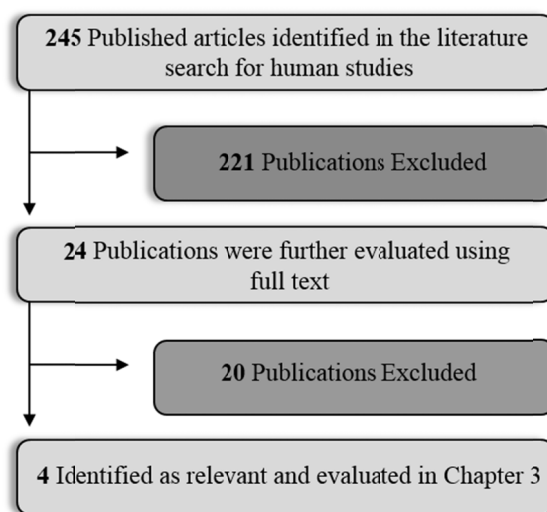 245 Published articles identified in the literature
search for human studies
221 Publications Excluded
24 Publications were further evaluated using
full text
20 Publications Excluded
4 Identified as relevant and evaluated in Chapter 3